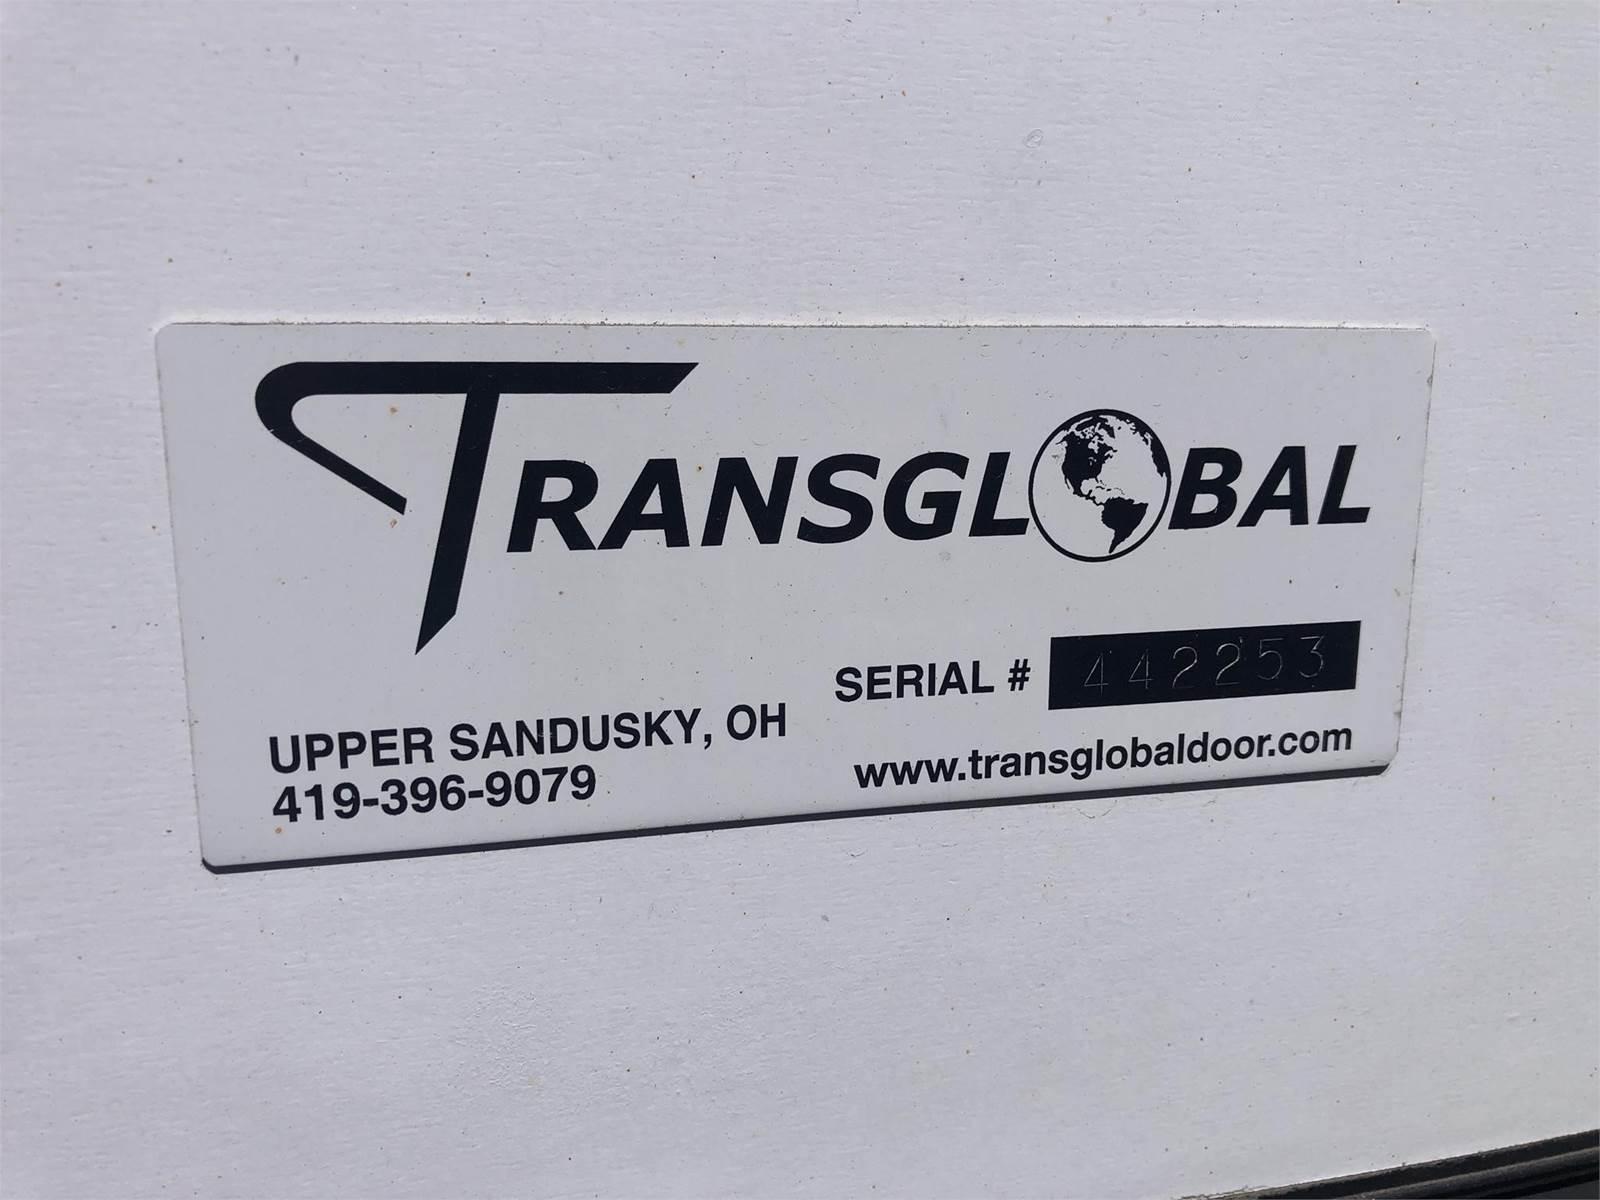 TRANSGLOBAL
SERIAL # 442253
UPPER SANDUSKY, OH
419-396-9079
www.transglobaldoor.com